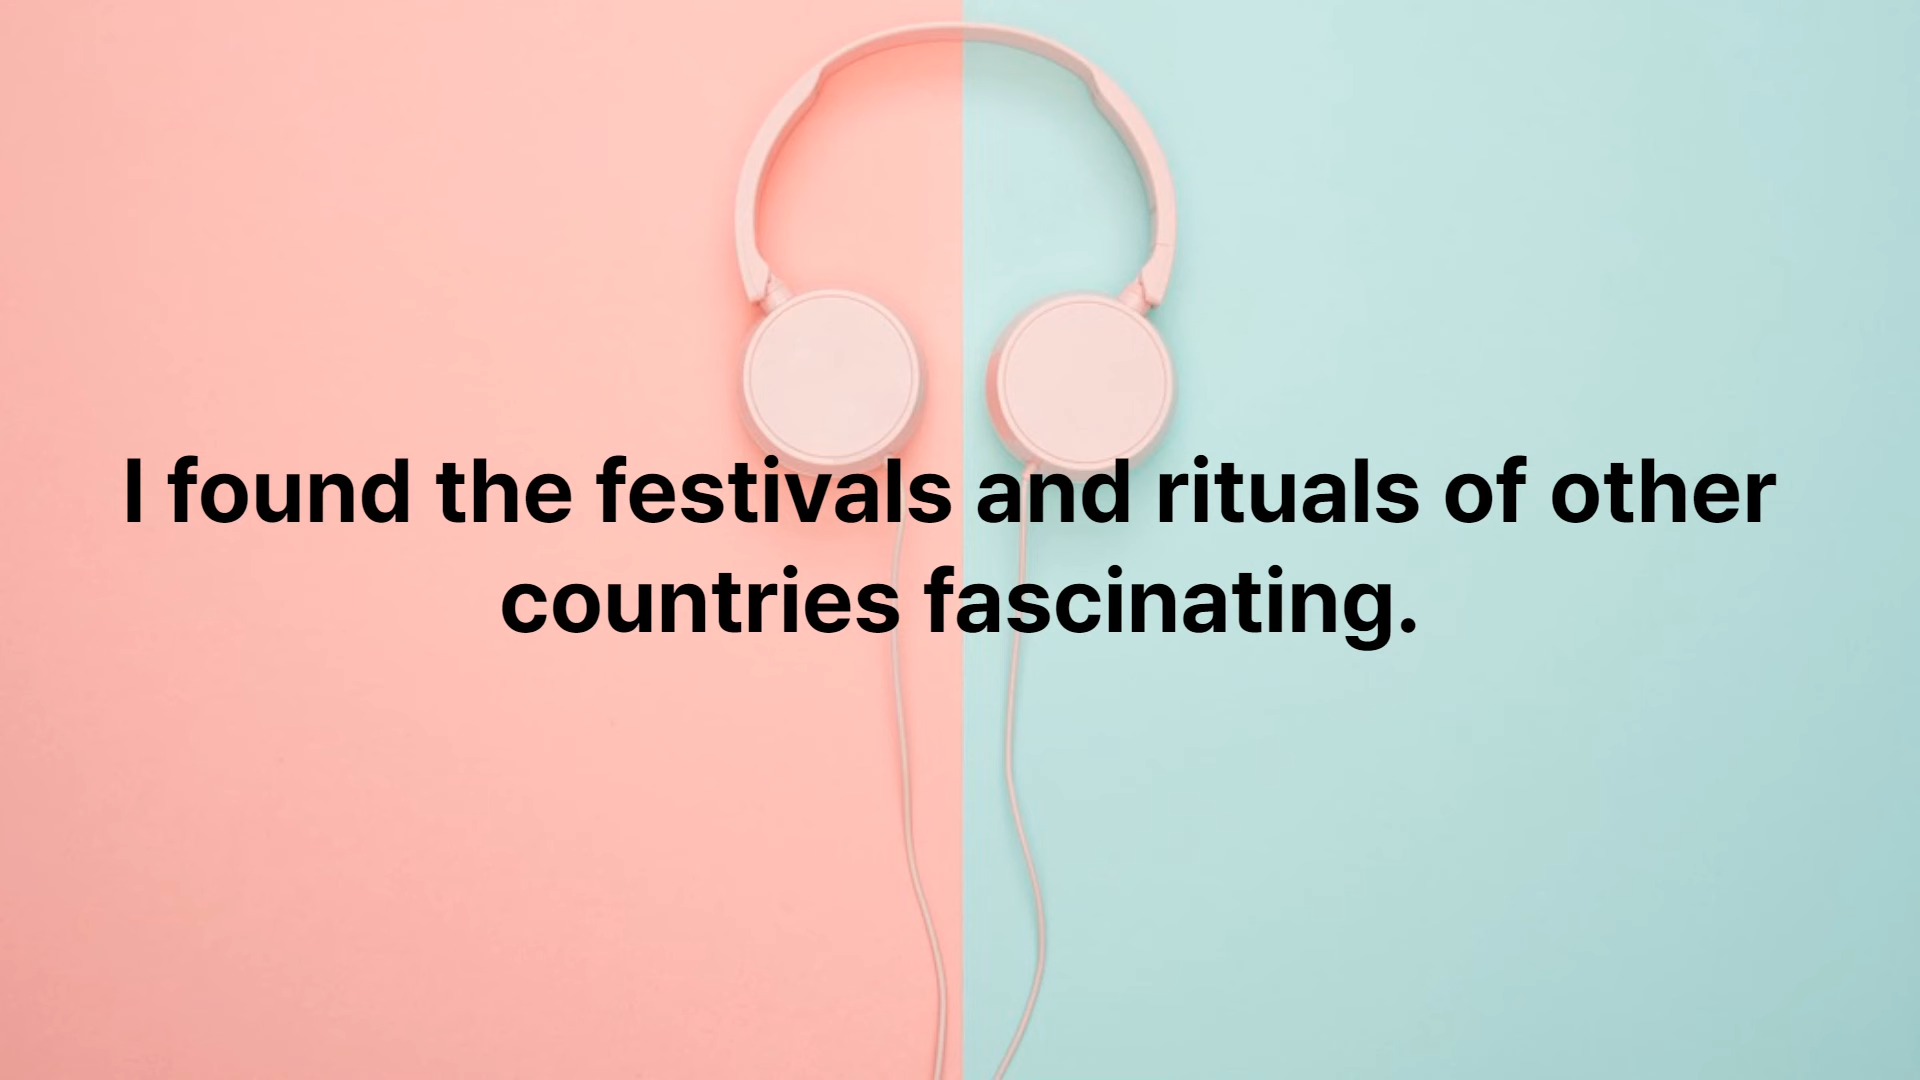 I found the festivals and rituals of other
countries fascinating.